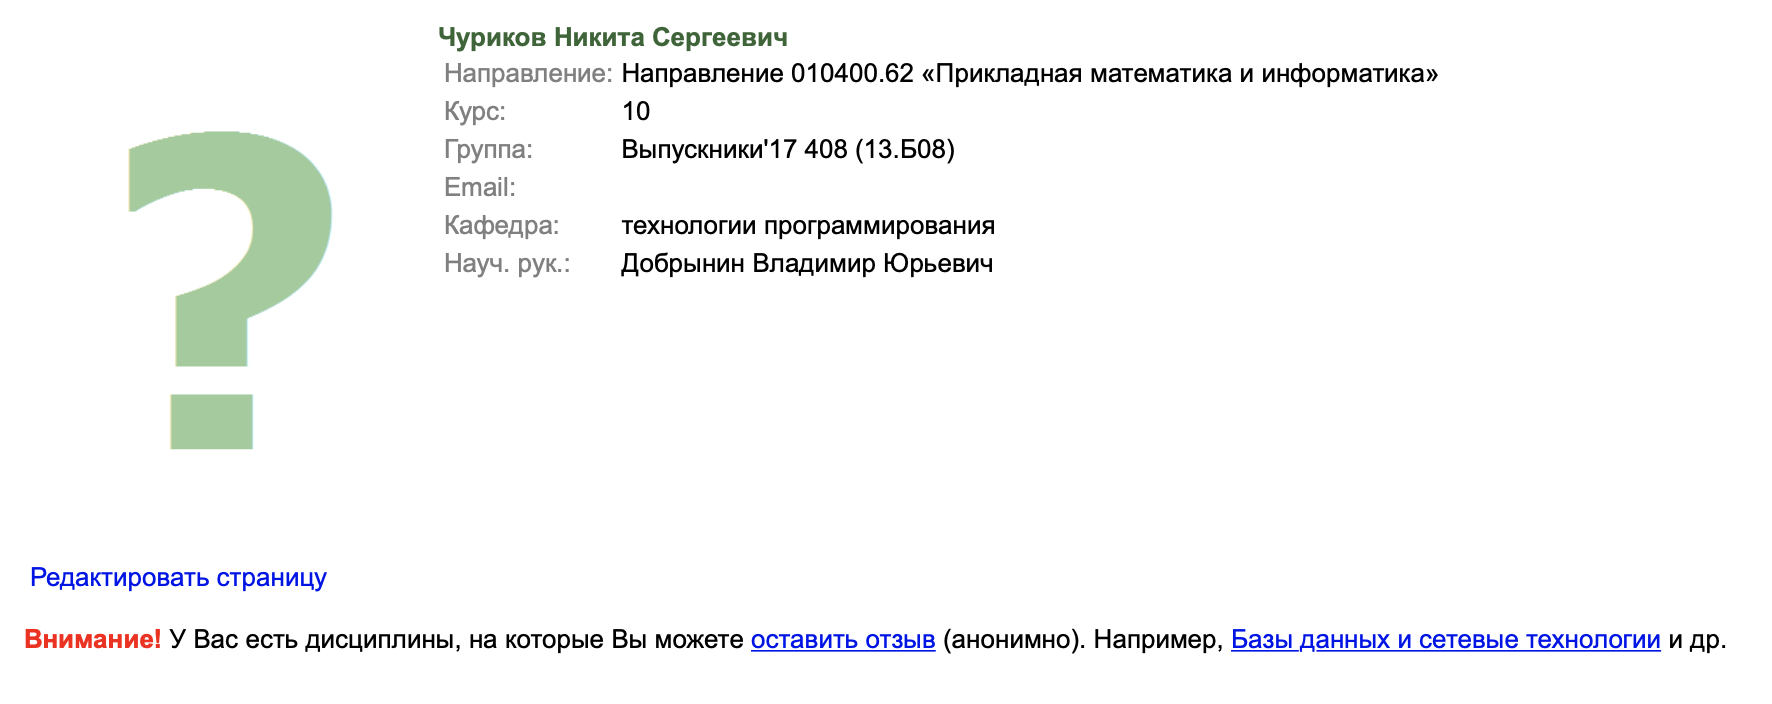 Чуриков Никита Сергеевич
Направление: Направление 010400.62 «Прикладная математика и информатика»
Курс: 10
Группа: Выпускники'17 408 (13.Б08)
Email:
Кафедра: технологии программирования
Науч. рук.: Добрынин Владимир Юрьевич
?
Редактировать страницу
Внимание! У Вас есть дисциплины, на которые Вы можете оставить отзыв (анонимно). Например, Базы данных и сетевые технологии и др.